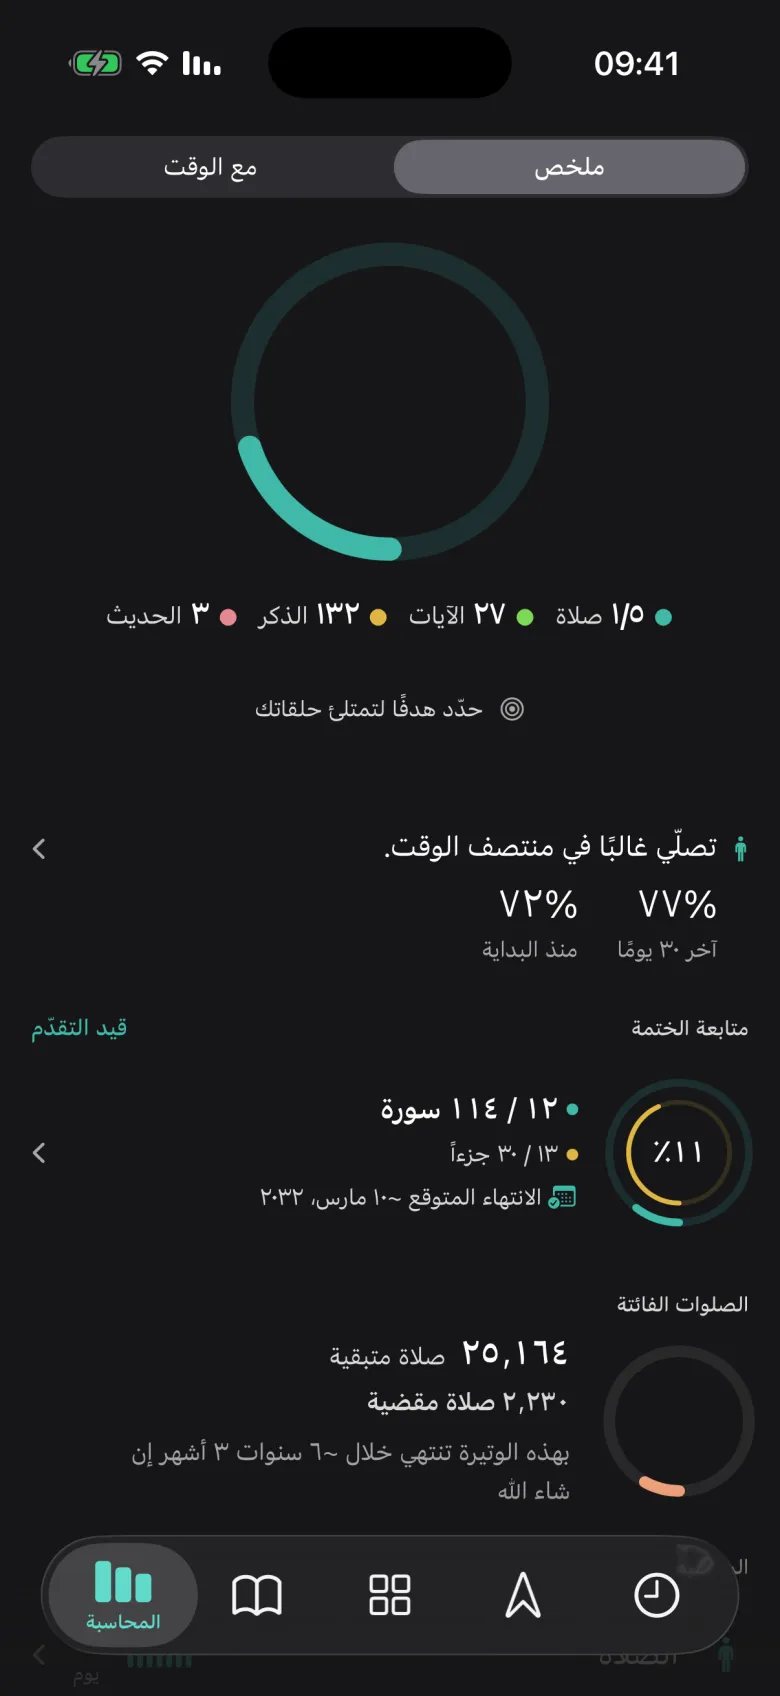 09:41
ملخص
مع الوقت
١/٥ صلاة
٢٧ الآيات
١٣٢ الذكر
٣ الحديث
حدّد هدفًا لتمتلئ حلقاتك
تصلّي غالبًا في منتصف الوقت.
٧٧%
٧٢%
آخر ٣٠ يومًا
منذ البداية
متابعة الختمة
قيد التقدّم
٪١١
١٢ / ١١٤ سورة
١٣ / ٣٠ جزءاً
الانتهاء المتوقع ~١٠ مارس، ٢٠٣٢
الصلوات الفائتة
٢٥,١٦٤ صلاة متبقية
٢,٢٣٠ صلاة مقضية
بهذه الوتيرة تنتهي خلال ~٦ سنوات ٣ أشهر إن
شاء الله
المحاسبة
الصلاة
يوم